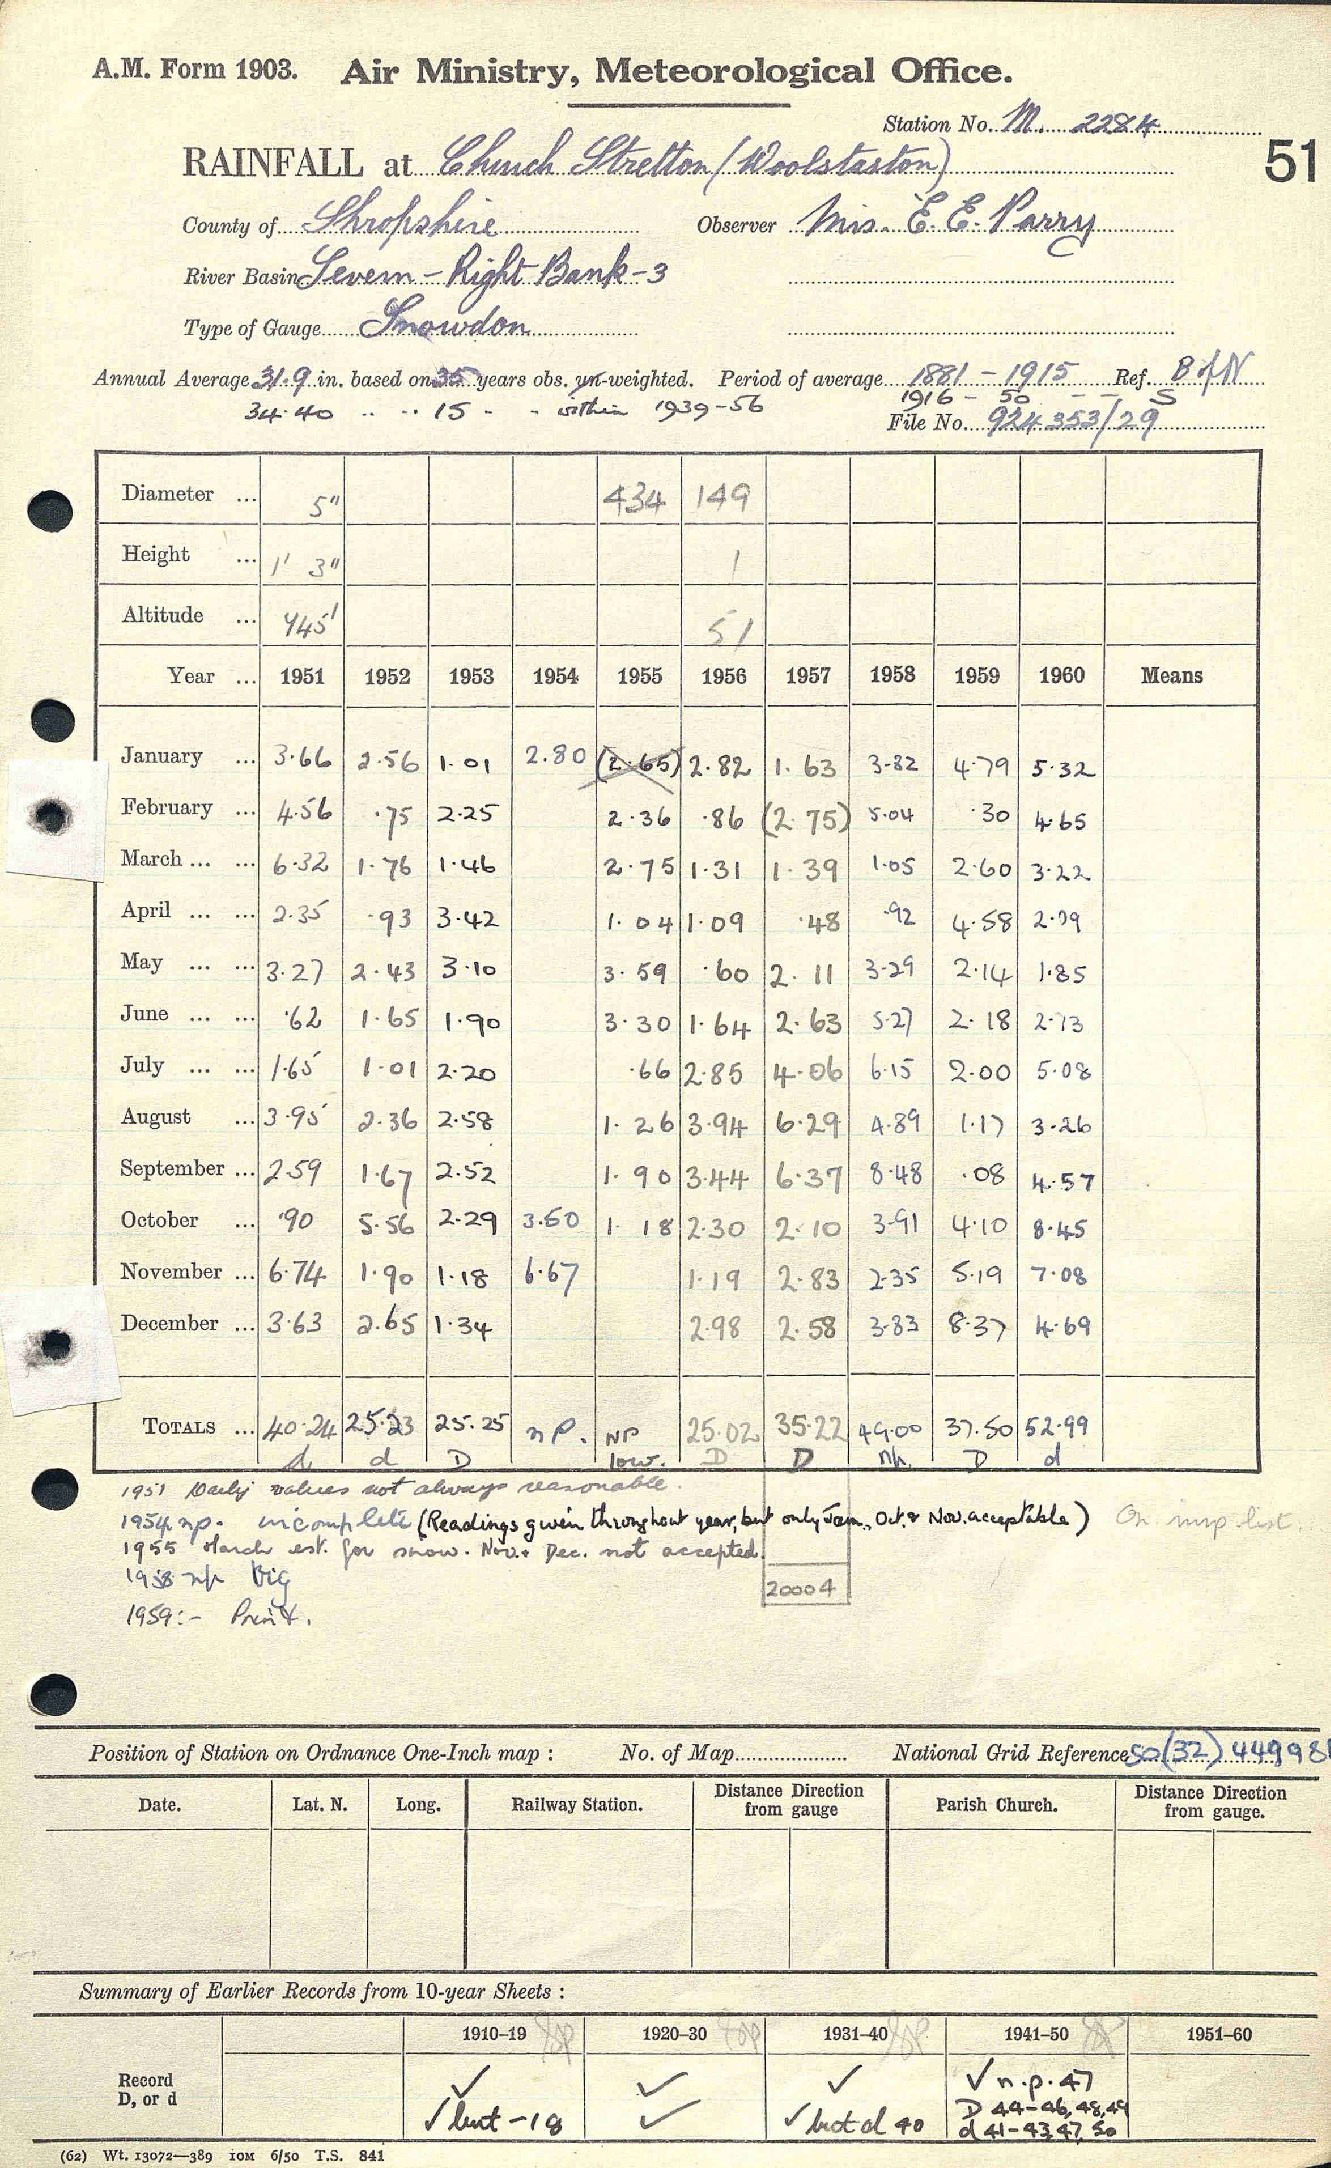 A.M. Form 1903. Air Ministry, Meteorological Office.
Station No. M. 2284
51
RAINFALL at Church Stretton (Woolstaston)
County of Shropshire Observer Mrs. E. E. Parry
River Basin Severn - Right Bank - 3
Type of Gauge Snowdon
Annual Average 31.9 in. based on 35 years obs. un-weighted. Period of average 1881 - 1915 Ref. B of N
34.40 .. .. 15 - - within 1939-56 1916 - 50 - - S
File No. 924353/29
Diameter ... 5" 434 149
Height ... 1' 3" 1
Altitude ... 745' 51
Year ... 1951 1952 1953 1954 1955 1956 1957 1958 1959 1960 Means
January ... 3.66 2.56 1.01 2.80 (2.65) 2.82 1.63 3.82 4.79 5.32
February ... 4.56 .75 2.25 2.36 .86 (2.75) 5.04 .30 4.65
March ... ... 6.32 1.76 1.46 2.75 1.31 1.39 1.05 2.60 3.22
April ... ... 2.35 .93 3.42 1.04 1.09 .48 .92 4.58 2.09
May ... ... 3.27 2.43 3.10 3.59 .60 2.11 3.29 2.14 1.85
June ... ... .62 1.65 1.90 3.30 1.64 2.63 5.27 2.18 2.73
July ... ... 1.65 1.01 2.20 .66 2.85 4.06 6.15 2.00 5.08
August ... 3.95 2.36 2.58 1.26 3.94 6.29 4.89 1.17 3.26
September ... 2.59 1.67 2.52 1.90 3.44 6.37 8.48 .08 4.57
October ... .90 5.56 2.29 3.60 1.18 2.30 2.10 3.91 4.10 8.45
November ... 6.74 1.90 1.18 6.67 1.19 2.83 2.35 5.19 7.08
December ... 3.63 2.65 1.34 2.98 2.58 3.83 8.37 4.69
TOTALS ... 40.24 25.23 25.25 n.P. NP 25.02 35.22 49.00 37.50 52.99
d d D low. D D np. D d
1951 Daily values not always reasonable.
1954 np. incomplete (Readings given throughout year, but only Jan., Oct. & Nov. acceptable) On nwp list.
1955 March est. for snow. Nov. & Dec. not accepted.
1958 np big
20004
1959:- Print.
Position of Station on Ordnance One-Inch map : No. of Map National Grid Reference SO(32) 449981
Date. Lat. N. Long. Railway Station. Distance Direction from gauge Parish Church. Distance Direction from gauge.
Summary of Earlier Records from 10-year Sheets :
1910-19 1920-30 1931-40 1941-50 1951-60
Record ✓ ✓ ✓ ✓ n.p. 47
D, or d ✓ but -18 ✓ ✓ but d 40 D 44-46, 48, 49
d 41-43, 47, 50
(62) Wt. 13072—389 10M 6/50 T.S. 841